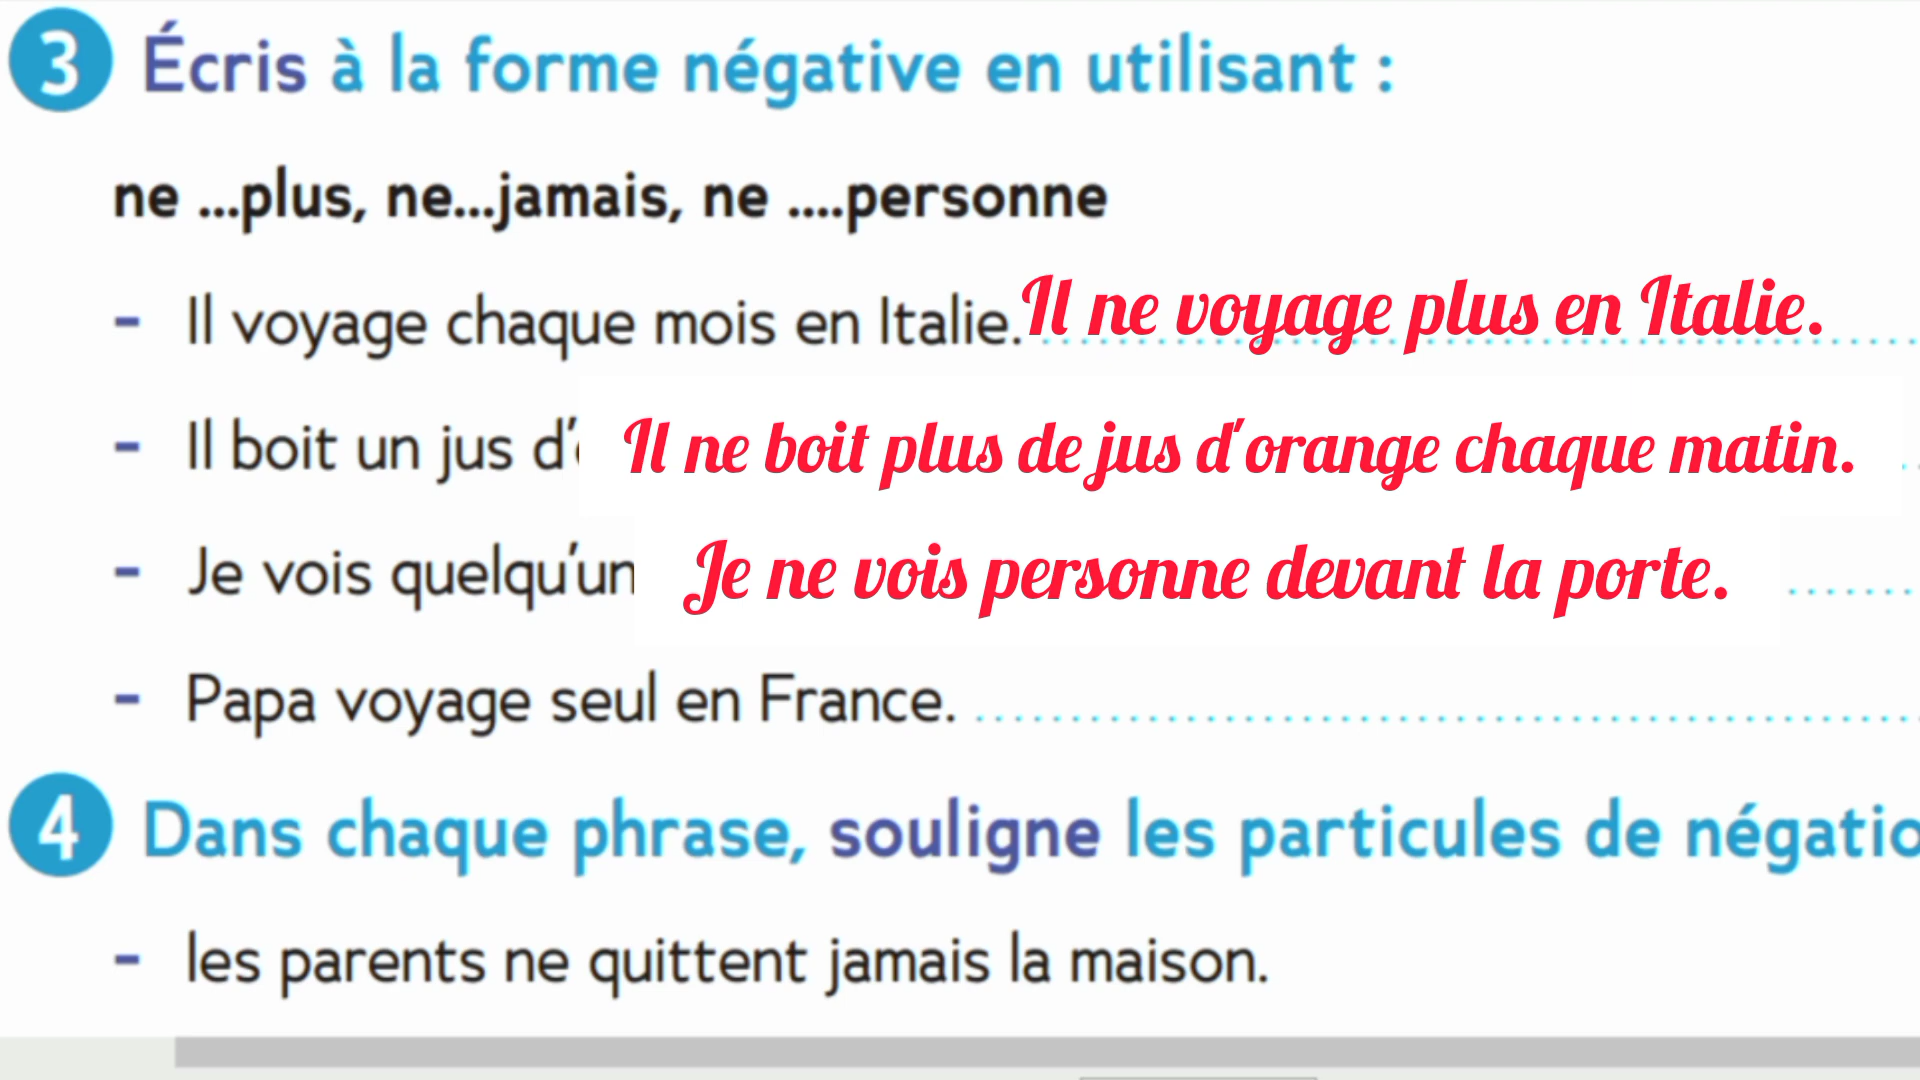 3 Écris à la forme négative en utilisant :
ne ...plus, ne...jamais, ne ....personne
- Il voyage chaque mois en Italie. Il ne voyage plus en Italie.
- Il boit un jus d' Il ne boit plus de jus d'orange chaque matin.
- Je vois quelqu'un Je ne vois personne devant la porte.
- Papa voyage seul en France.
4 Dans chaque phrase, souligne les particules de négatio
- les parents ne quittent jamais la maison.